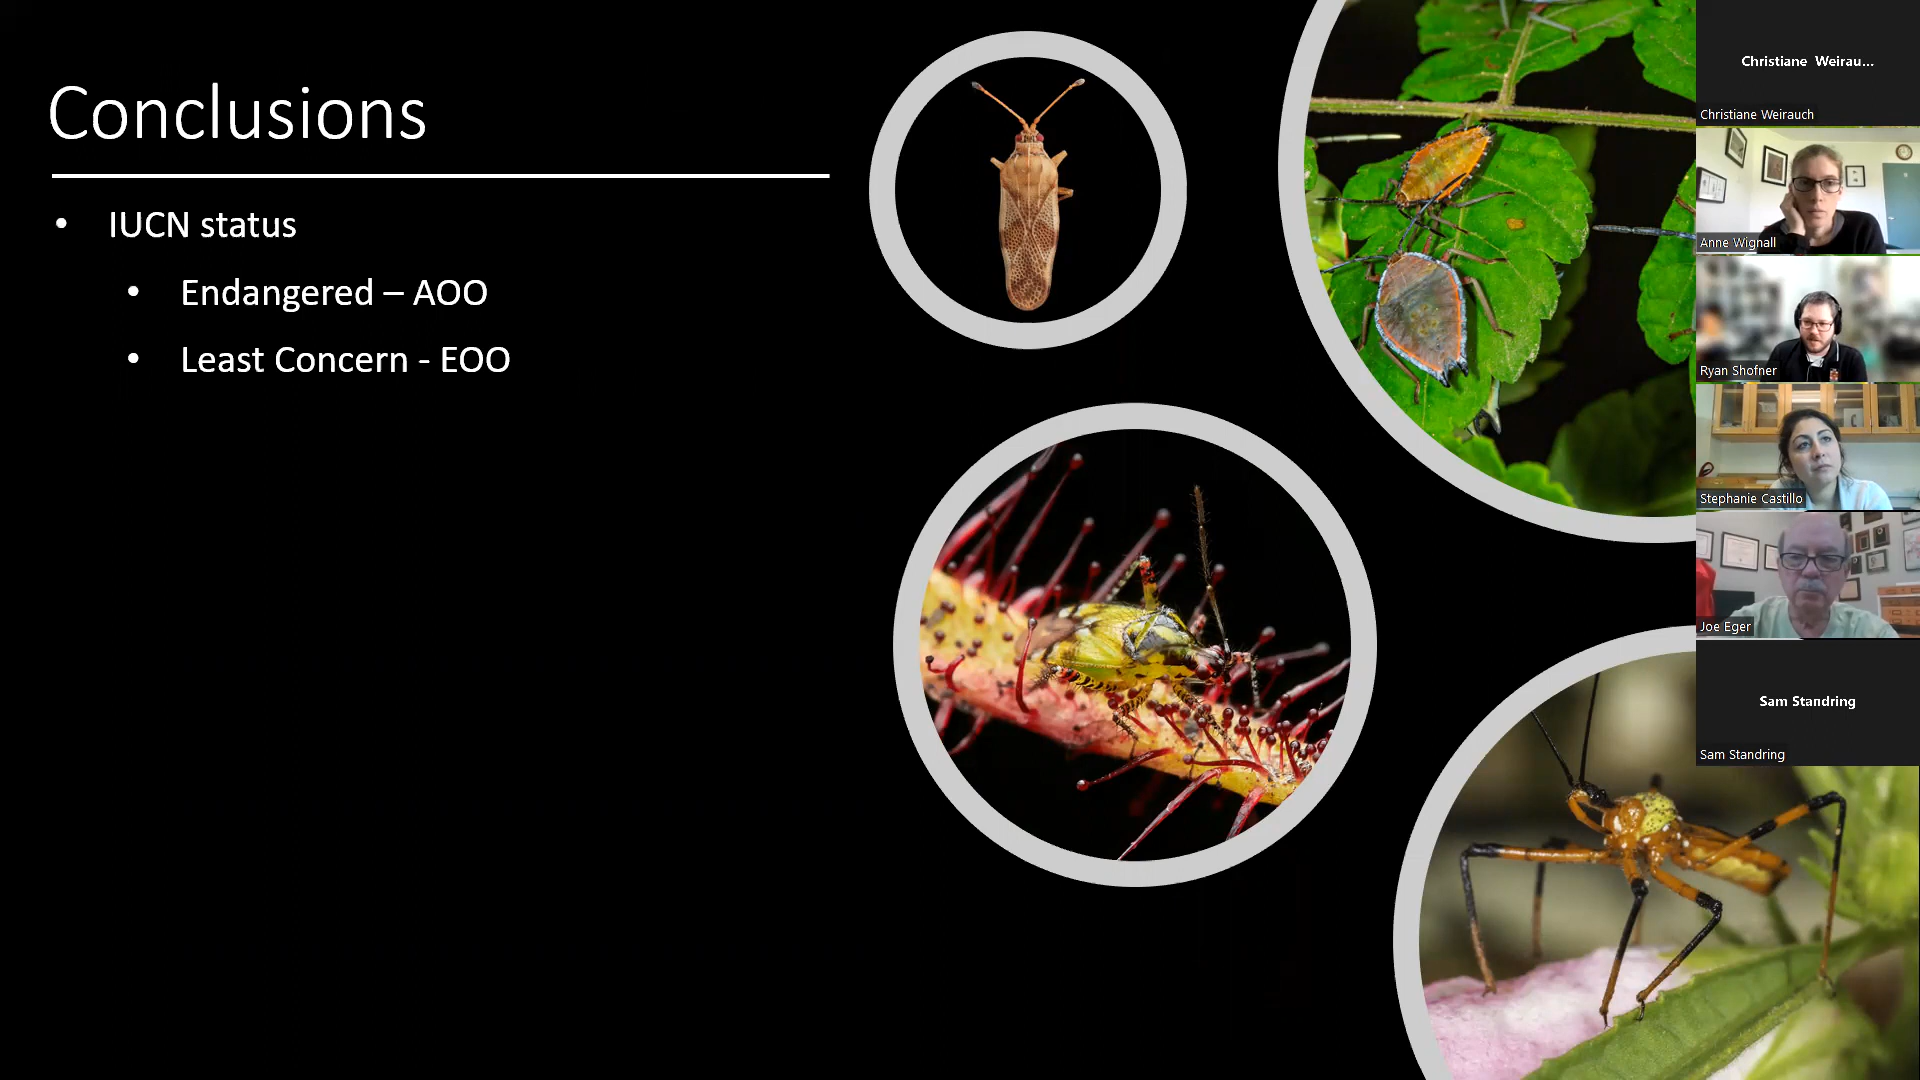 Conclusions
• IUCN status
• Endangered – AOO
• Least Concern - EOO
Christiane Weirau...
Christiane Weirauch
Anne Wignall
Ryan Shofner
Stephanie Castillo
Joe Eger
Sam Standring
Sam Standring